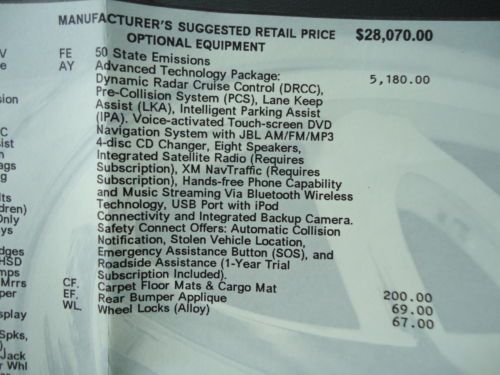 MANUFACTURER'S SUGGESTED RETAIL PRICE $28,070.00
OPTIONAL EQUIPMENT
V FE 50 State Emissions
e AY Advanced Technology Package: 5,180.00
Dynamic Radar Cruise Control (DRCC),
sion Pre-Collision System (PCS), Lane Keep
Assist (LKA), Intelligent Parking Assist
(IPA). Voice-activated Touch-screen DVD
C Navigation System with JBL AM/FM/MP3
ssist 4-disc CD Changer, Eight Speakers,
n Integrated Satellite Radio (Requires
ags Subscription), XM NavTraffic (Requires
ng Subscription), Hands-free Phone Capability
and Music Streaming Via Bluetooth Wireless
lts Technology, USB Port with iPod
dren) Connectivity and Integrated Backup Camera.
Only Safety Connect Offers: Automatic Collision
ys Notification, Stolen Vehicle Location,
Emergency Assistance Button (SOS), and
dges Roadside Assistance (1-Year Trial
HSD Subscription Included).
mps
Mrrs CF. Carpet Floor Mats & Cargo Mat 200.00
per EF. Rear Bumper Applique 69.00
WL. Wheel Locks (Alloy) 67.00
splay
Spks,
),
Jack
r Whl